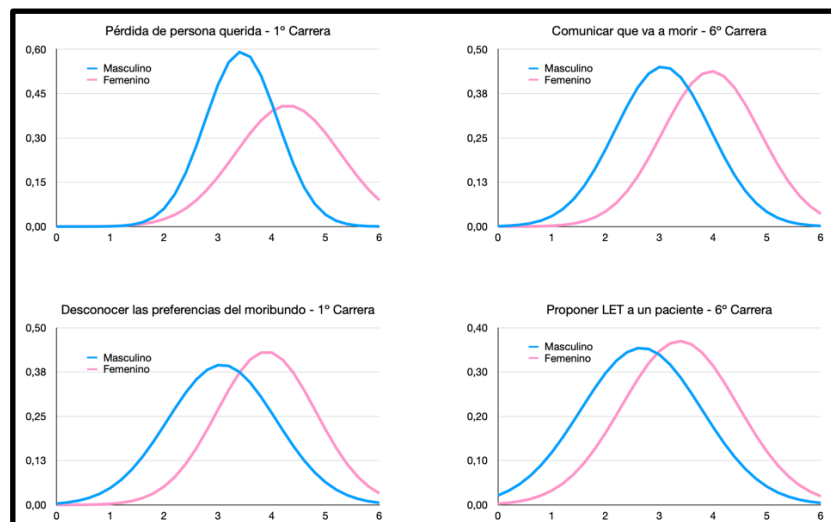 Pérdida de persona querida - 1º Carrera
0,60
0,45
0,30
0,15
0,00
Masculino
Femenino
0 1 2 3 4 5 6
Comunicar que va a morir - 6º Carrera
0,50
0,38
0,25
0,13
0,00
Masculino
Femenino
0 1 2 3 4 5 6
Desconocer las preferencias del moribundo - 1º Carrera
0,50
0,38
0,25
0,13
0,00
Masculino
Femenino
0 1 2 3 4 5 6
Proponer LET a un paciente - 6º Carrera
0,40
0,30
0,20
0,10
0,00
Masculino
Femenino
0 1 2 3 4 5 6